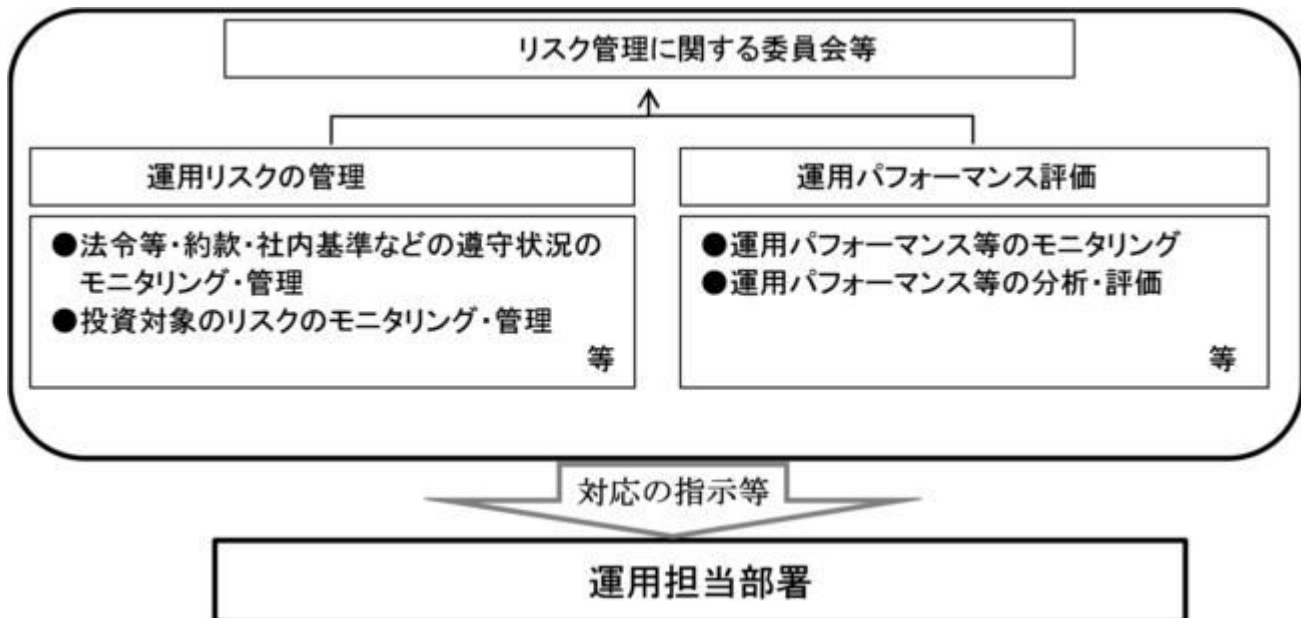 リスク管理に関する委員会等
運用リスクの管理
●法令等・約款・社内基準などの遵守状況の
モニタリング・管理
●投資対象のリスクのモニタリング・管理
等
運用パフォーマンス評価
●運用パフォーマンス等のモニタリング
●運用パフォーマンス等の分析・評価
等
対応の指示等
運用担当部署